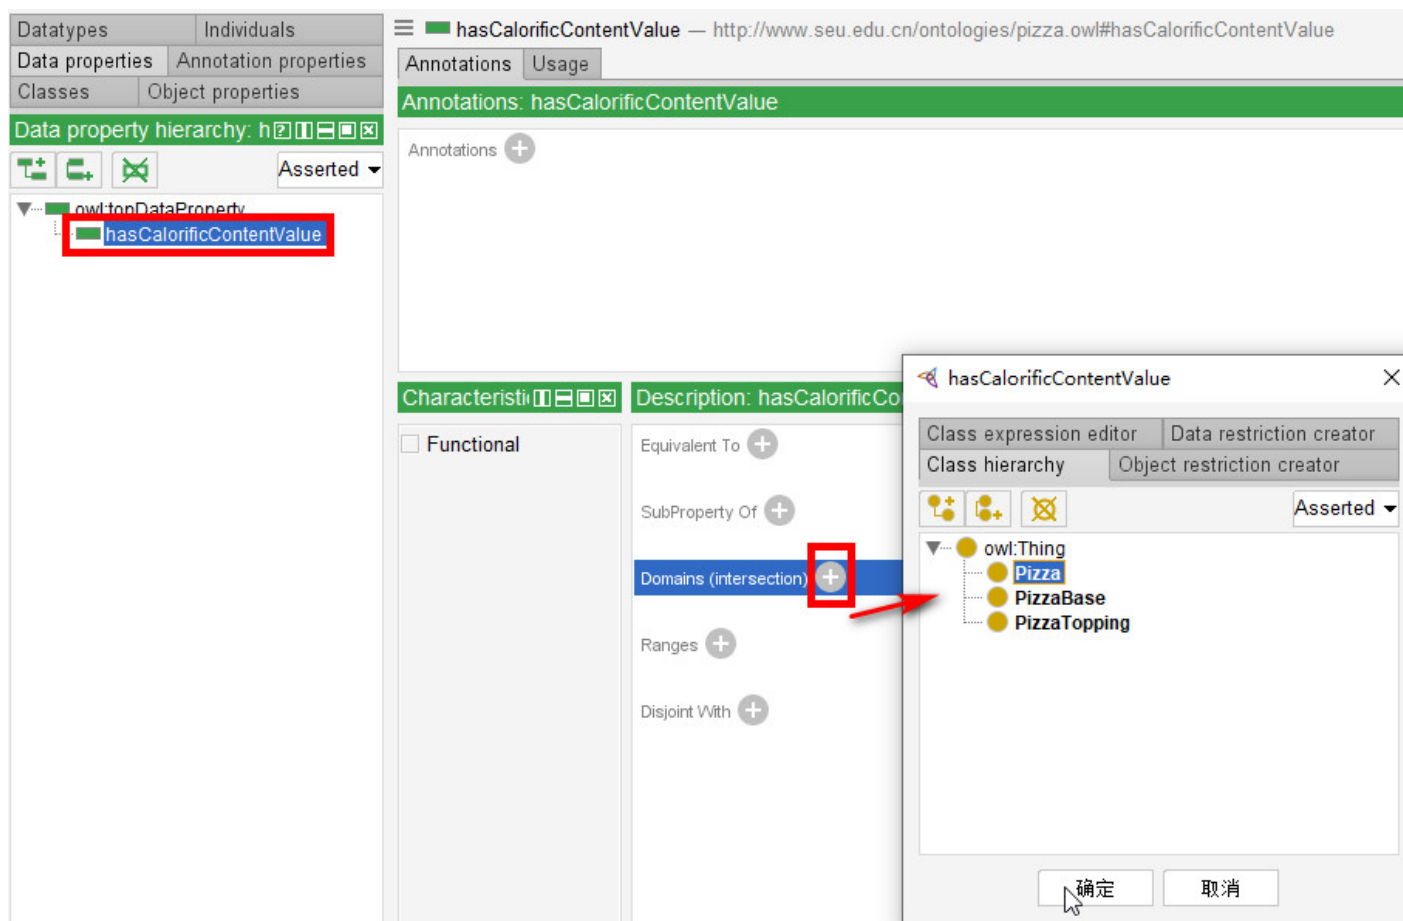 Datatypes Individuals
Data properties Annotation properties
Classes Object properties
Data property hierarchy: h
Asserted
owl:topDataProperty
hasCalorificContentValue
hasCalorificContentValue — http://www.seu.edu.cn/ontologies/pizza.owl#hasCalorificContentValue
Annotations Usage
Annotations: hasCalorificContentValue
Annotations
Characteristi
Functional
Description: hasCalorificCo
Equivalent To
SubProperty Of
Domains (intersection)
Ranges
Disjoint With
hasCalorificContentValue
Class expression editor Data restriction creator
Class hierarchy Object restriction creator
Asserted
owl:Thing
Pizza
PizzaBase
PizzaTopping
确定 取消